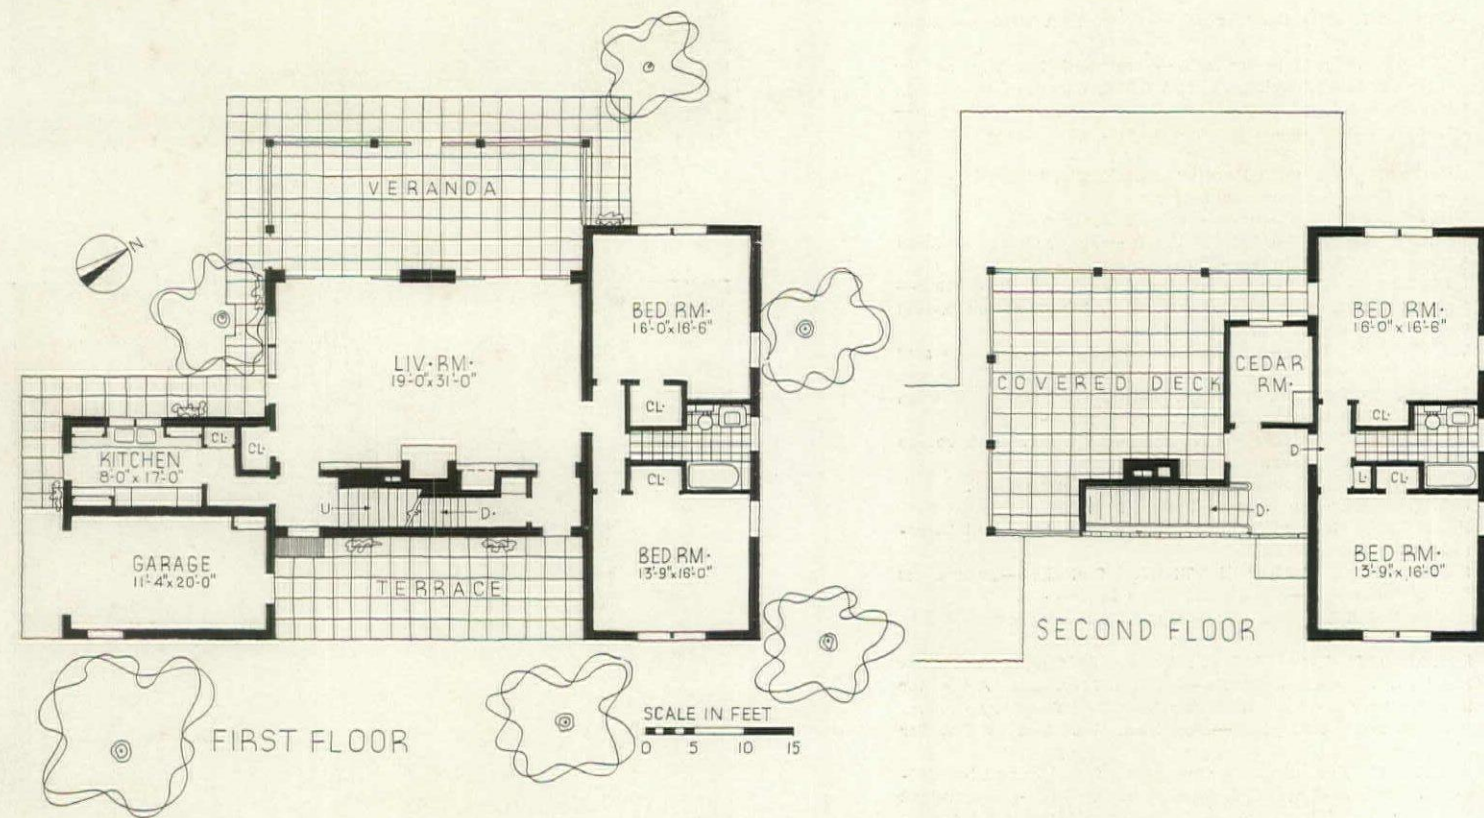 VERANDA
N
BED RM.
16'-0"x16'-6"
LIV. RM.
19'-0"x31'-0"
CL.
CL.
CL.
KITCHEN
8'-0"x17'-0"
CL.
U
D.
GARAGE
11'-4"x20'-0"
BED RM.
13'-9"x16'-0"
TERRACE
FIRST FLOOR
SCALE IN FEET
0 5 10 15
BED RM.
16'-0"x16'-6"
CEDAR
RM.
COVERED DECK
CL.
D
L.
CL.
D.
BED RM.
13'-9"x16'-0"
SECOND FLOOR